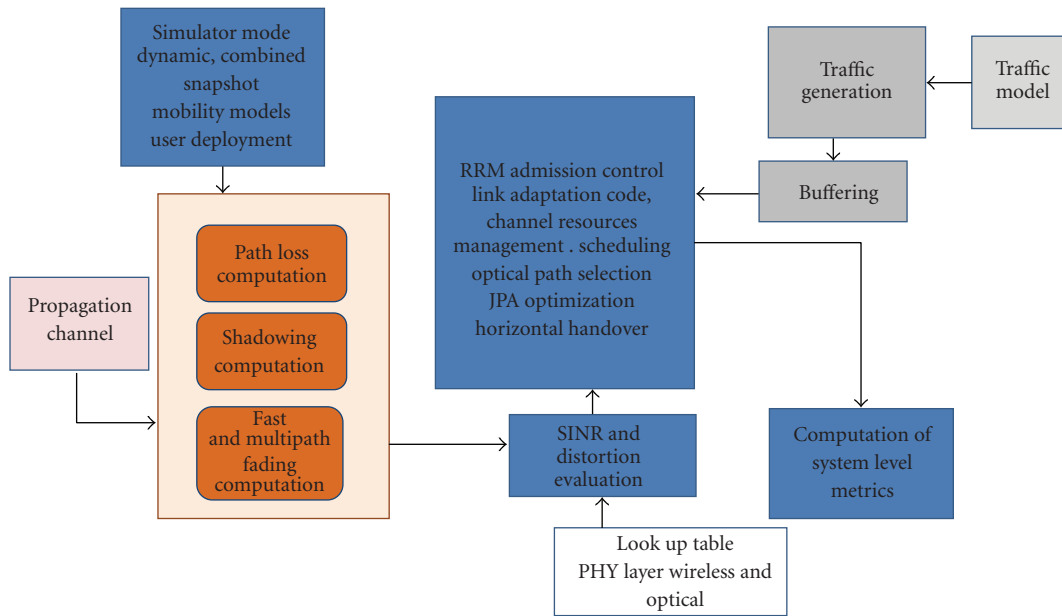 Simulator mode
dynamic, combined
snapshot
mobility models
user deployment
Traffic
generation
Traffic
model
Buffering
RRM admission control
link adaptation code,
channel resources
management . scheduling
optical path selection
JPA optimization
horizontal handover
Path loss
computation
Propagation
channel
Shadowing
computation
Fast
and multipath
fading
computation
SINR and
distortion
evaluation
Computation of
system level
metrics
Look up table
PHY layer wireless and
optical